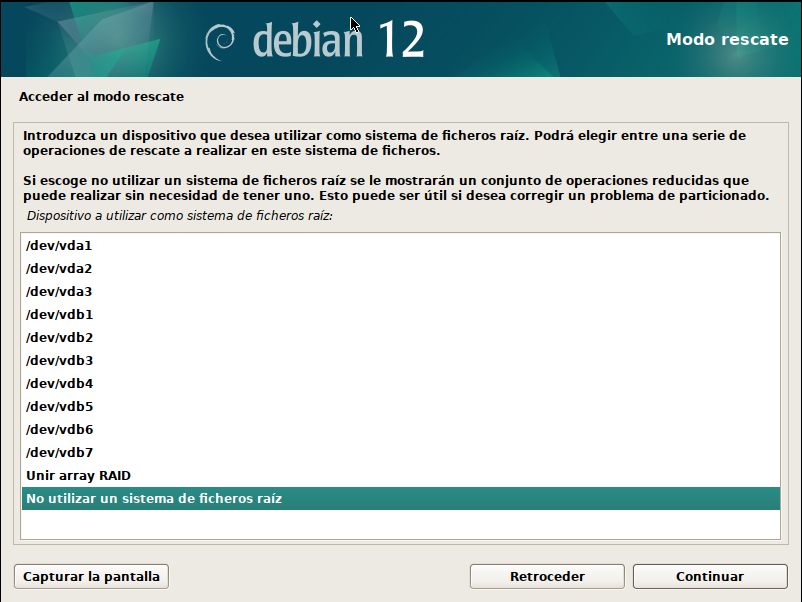 debian 12
Modo rescate
Acceder al modo rescate
Introduzca un dispositivo que desea utilizar como sistema de ficheros raíz. Podrá elegir entre una serie de
operaciones de rescate a realizar en este sistema de ficheros.
Si escoge no utilizar un sistema de ficheros raíz se le mostrarán un conjunto de operaciones reducidas que
puede realizar sin necesidad de tener uno. Esto puede ser útil si desea corregir un problema de particionado.
Dispositivo a utilizar como sistema de ficheros raíz:
/dev/vda1
/dev/vda2
/dev/vda3
/dev/vdb1
/dev/vdb2
/dev/vdb3
/dev/vdb4
/dev/vdb5
/dev/vdb6
/dev/vdb7
Unir array RAID
No utilizar un sistema de ficheros raíz
Capturar la pantalla
Retroceder
Continuar